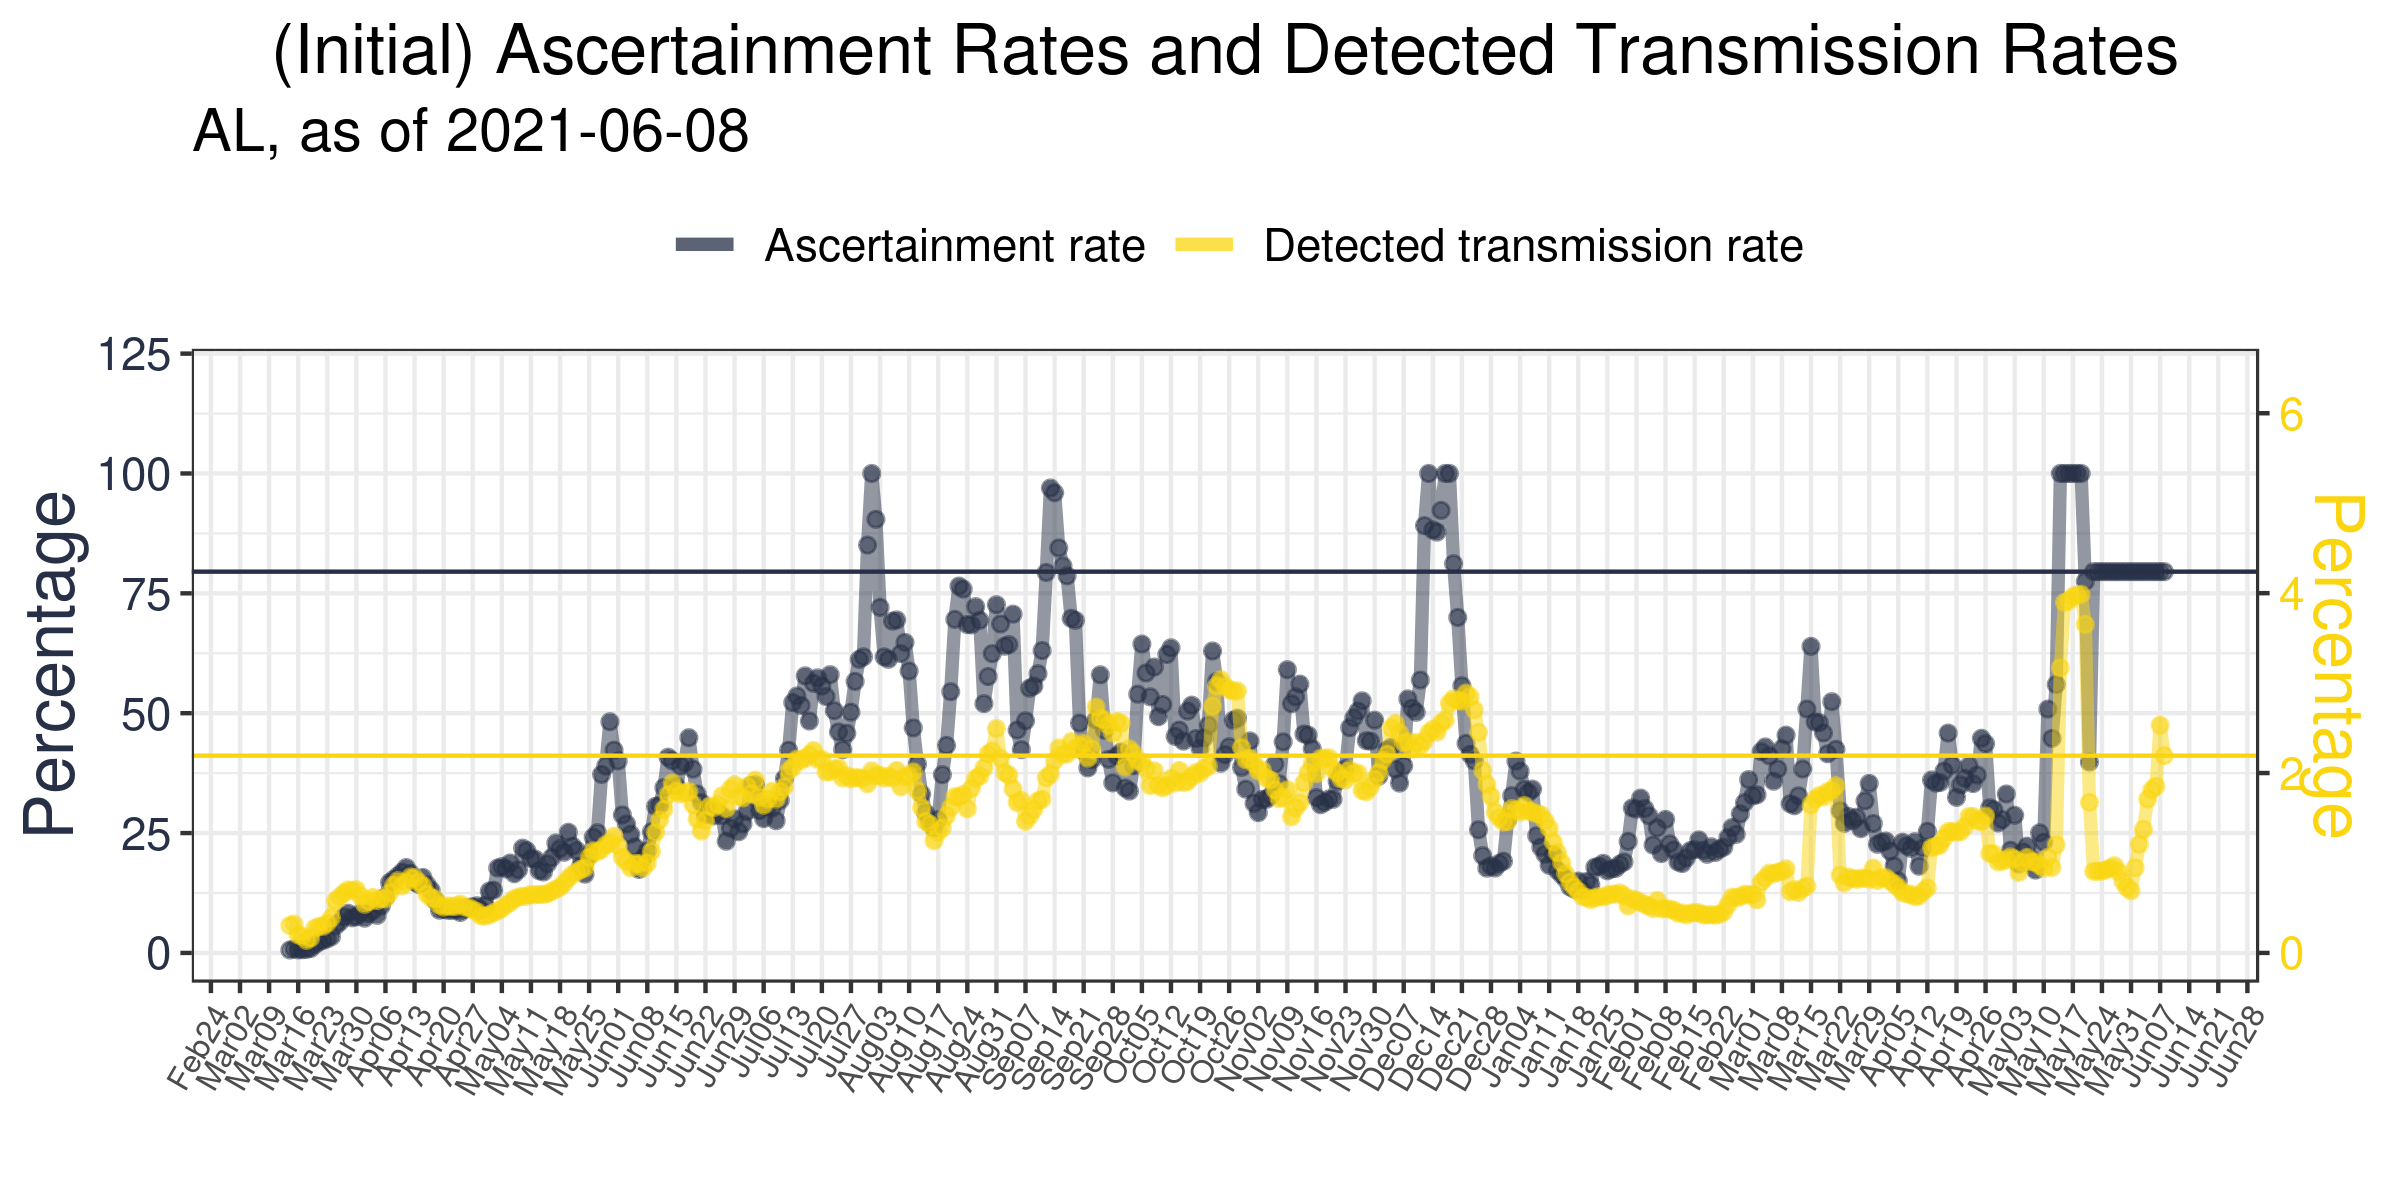 (Initial) Ascertainment Rates and Detected Transmission Rates
AL, as of 2021-06-08
Ascertainment rate
Detected transmission rate
125
100
75
50
25
0
Percentage
6
4
2
0
Percentage
Feb24
Mar02
Mar09
Mar16
Mar23
Mar30
Apr06
Apr13
Apr20
Apr27
May04
May11
May18
May25
Jun01
Jun08
Jun15
Jun22
Jun29
Jul06
Jul13
Jul20
Jul27
Aug03
Aug10
Aug17
Aug24
Aug31
Sep07
Sep14
Sep21
Sep28
Oct05
Oct12
Oct19
Oct26
Nov02
Nov09
Nov16
Nov23
Nov30
Dec07
Dec14
Dec21
Dec28
Jan04
Jan11
Jan18
Jan25
Feb01
Feb08
Feb15
Feb22
Mar01
Mar08
Mar15
Mar22
Mar29
Apr05
Apr12
Apr19
Apr26
May03
May10
May17
May24
May31
Jun07
Jun14
Jun21
Jun28